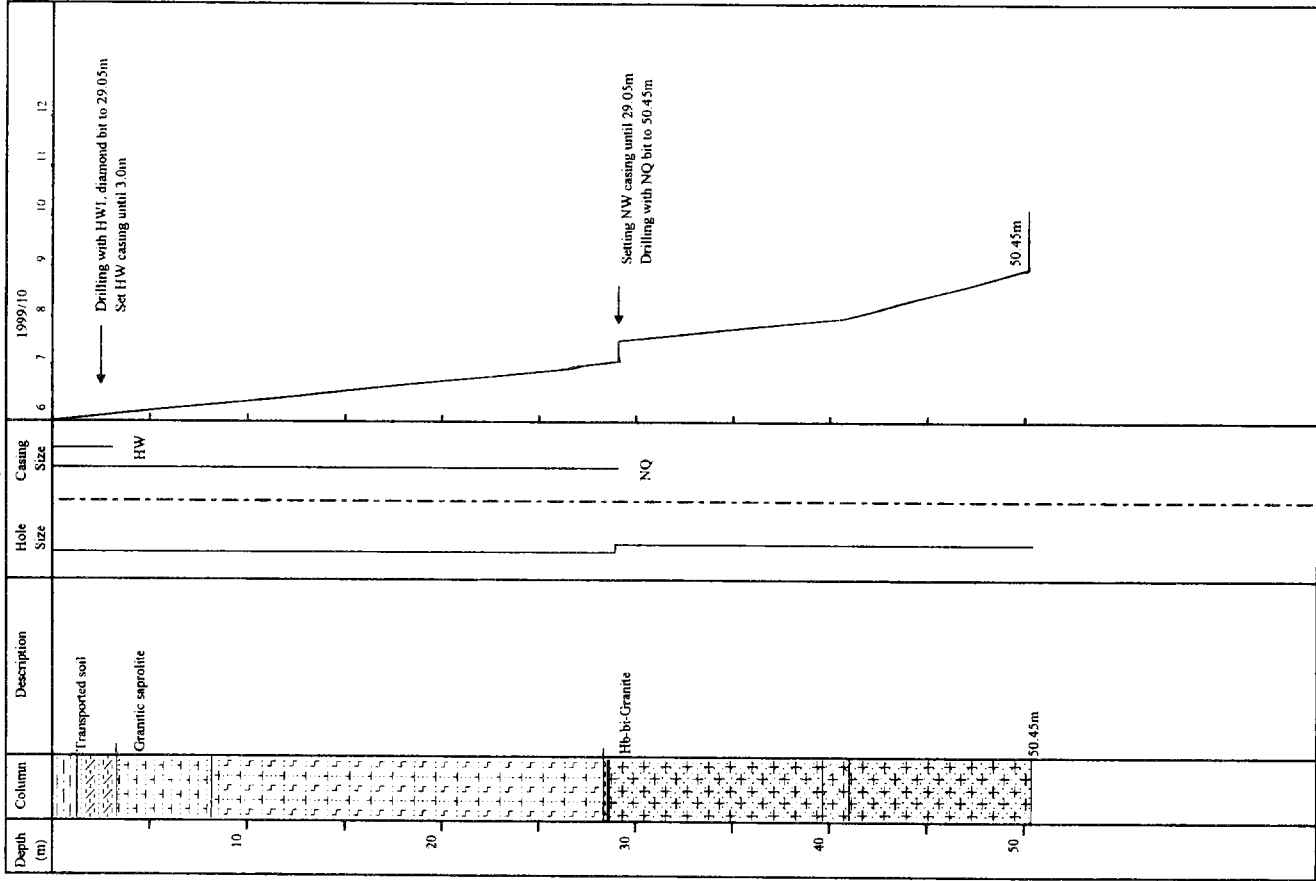 Depth
(m)
Column
Description
Hole
Size
Casing
Size
1999/10
6 7 8 9 10 11 12
10
20
30
40
50
Transported soil
Granitic saprolite
Hb-bi-Granite
50.45m
HW
NQ
Drilling with HWL diamond bit to 29.05m
Set HW casing until 3.0m
Setting NW casing until 29.05m
Drilling with NQ bit to 50.45m
50.45m